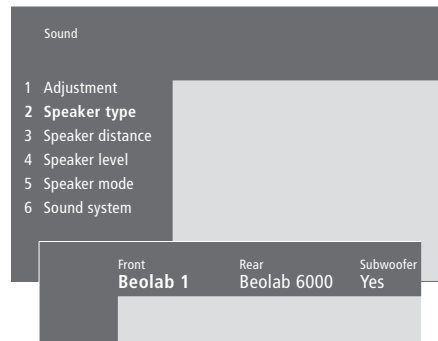 Sound
1 Adjustment
2 Speaker type
3 Speaker distance
4 Speaker level
5 Speaker mode
6 Sound system
Front Rear Subwoofer
Beolab 1 Beolab 6000 Yes